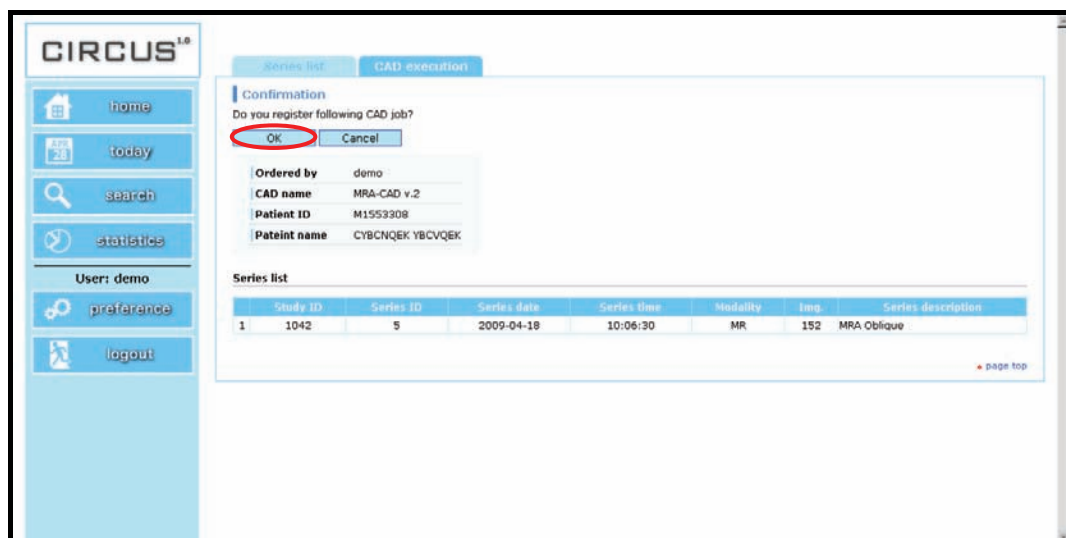 CIRCUS 1.0
home
APR 28 today
search
statistics
User: demo
preference
logout
Series list CAD execution
Confirmation
Do you register following CAD job?
OK Cancel
Ordered by demo
CAD name MRA-CAD v.2
Patient ID M1553308
Pateint name CYBCNQEK YBCVQEK
Series list
Study ID Series ID Series date Series time Modality Img. Series description
1 1042 5 2009-04-18 10:06:30 MR 152 MRA Oblique
page top